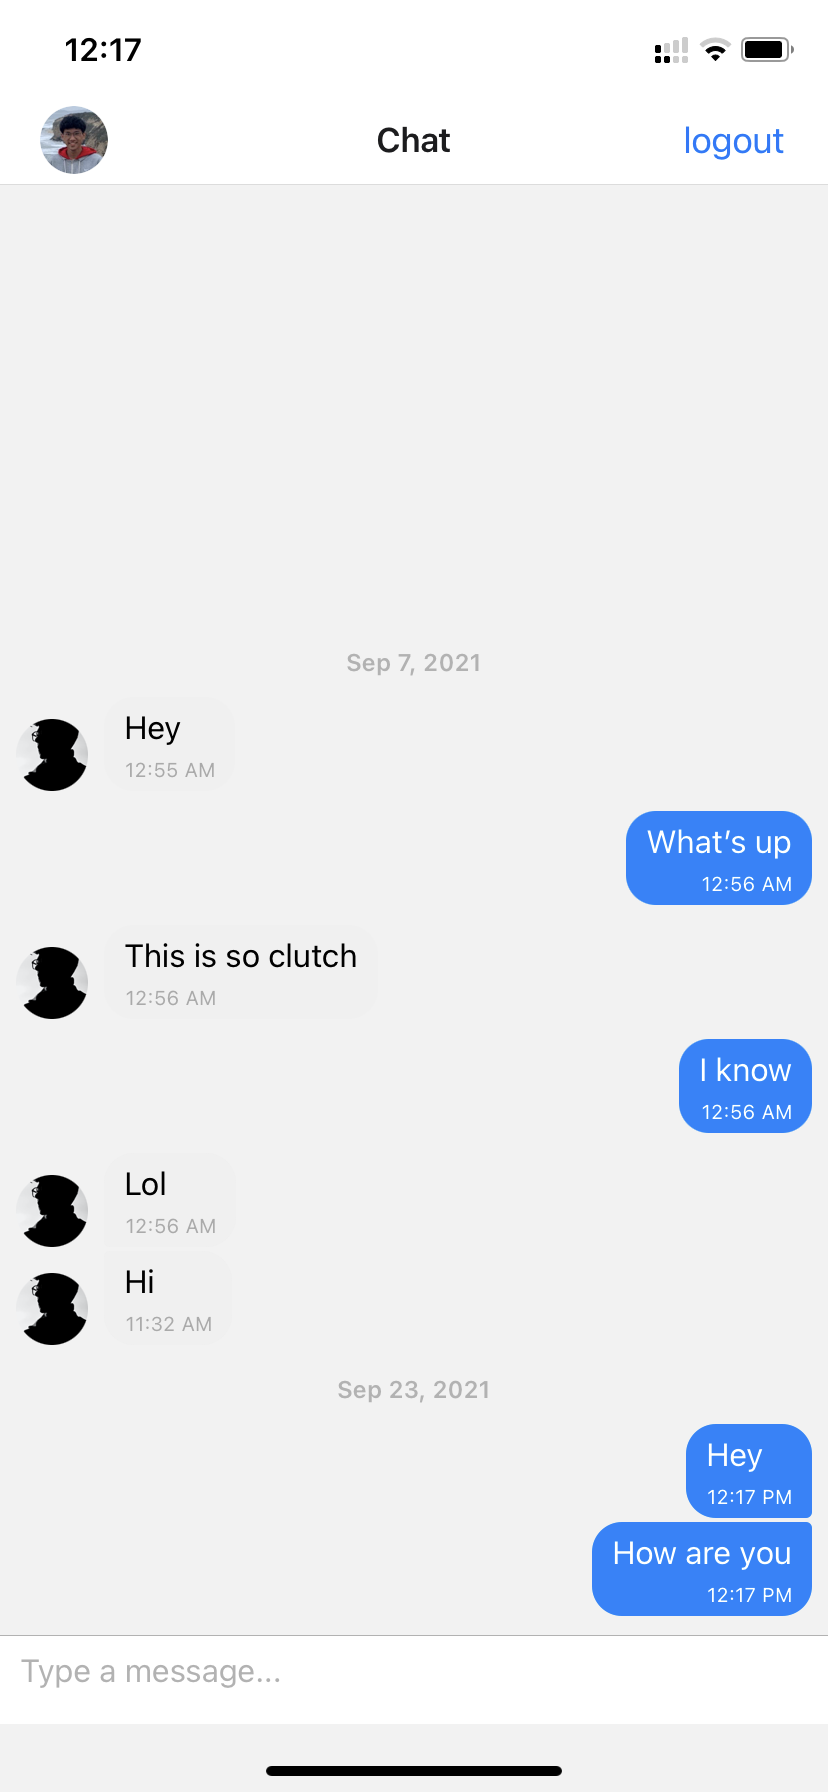 12:17
Chat
logout
Sep 7, 2021
Hey
12:55 AM
What’s up
12:56 AM
This is so clutch
12:56 AM
I know
12:56 AM
Lol
12:56 AM
Hi
11:32 AM
Sep 23, 2021
Hey
12:17 PM
How are you
12:17 PM
Type a message...